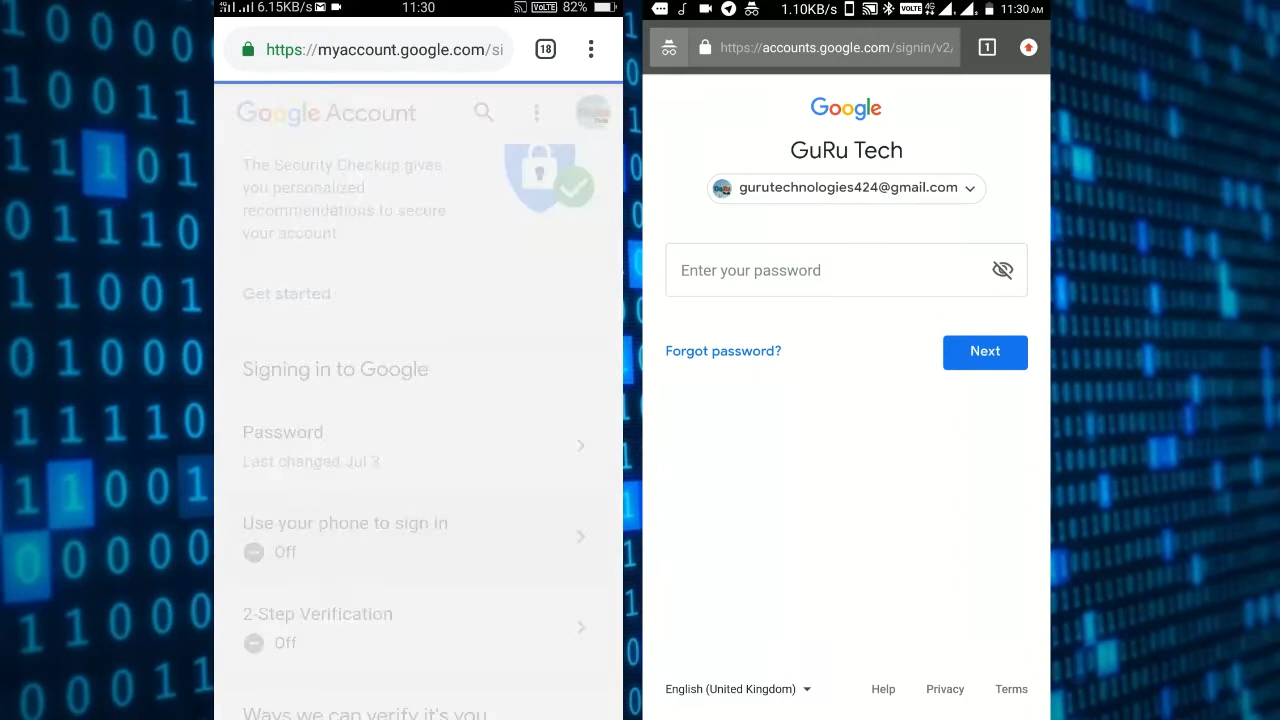 6.15KB/s
11:30
VoLTE
82%
https://myaccount.google.com/si
18
Google Account
The Security Checkup gives
you personalized
recommendations to secure
your account
Get started
Signing in to Google
Password
Last changed Jul 3
Use your phone to sign in
Off
2-Step Verification
Off
Ways we can verify it's you
1.10KB/s
VOLTE
4G
11:30 AM
https://accounts.google.com/signin/v2/
1
Google
GuRu Tech
gurutechnologies424@gmail.com
Enter your password
Forgot password?
Next
English (United Kingdom)
Help
Privacy
Terms